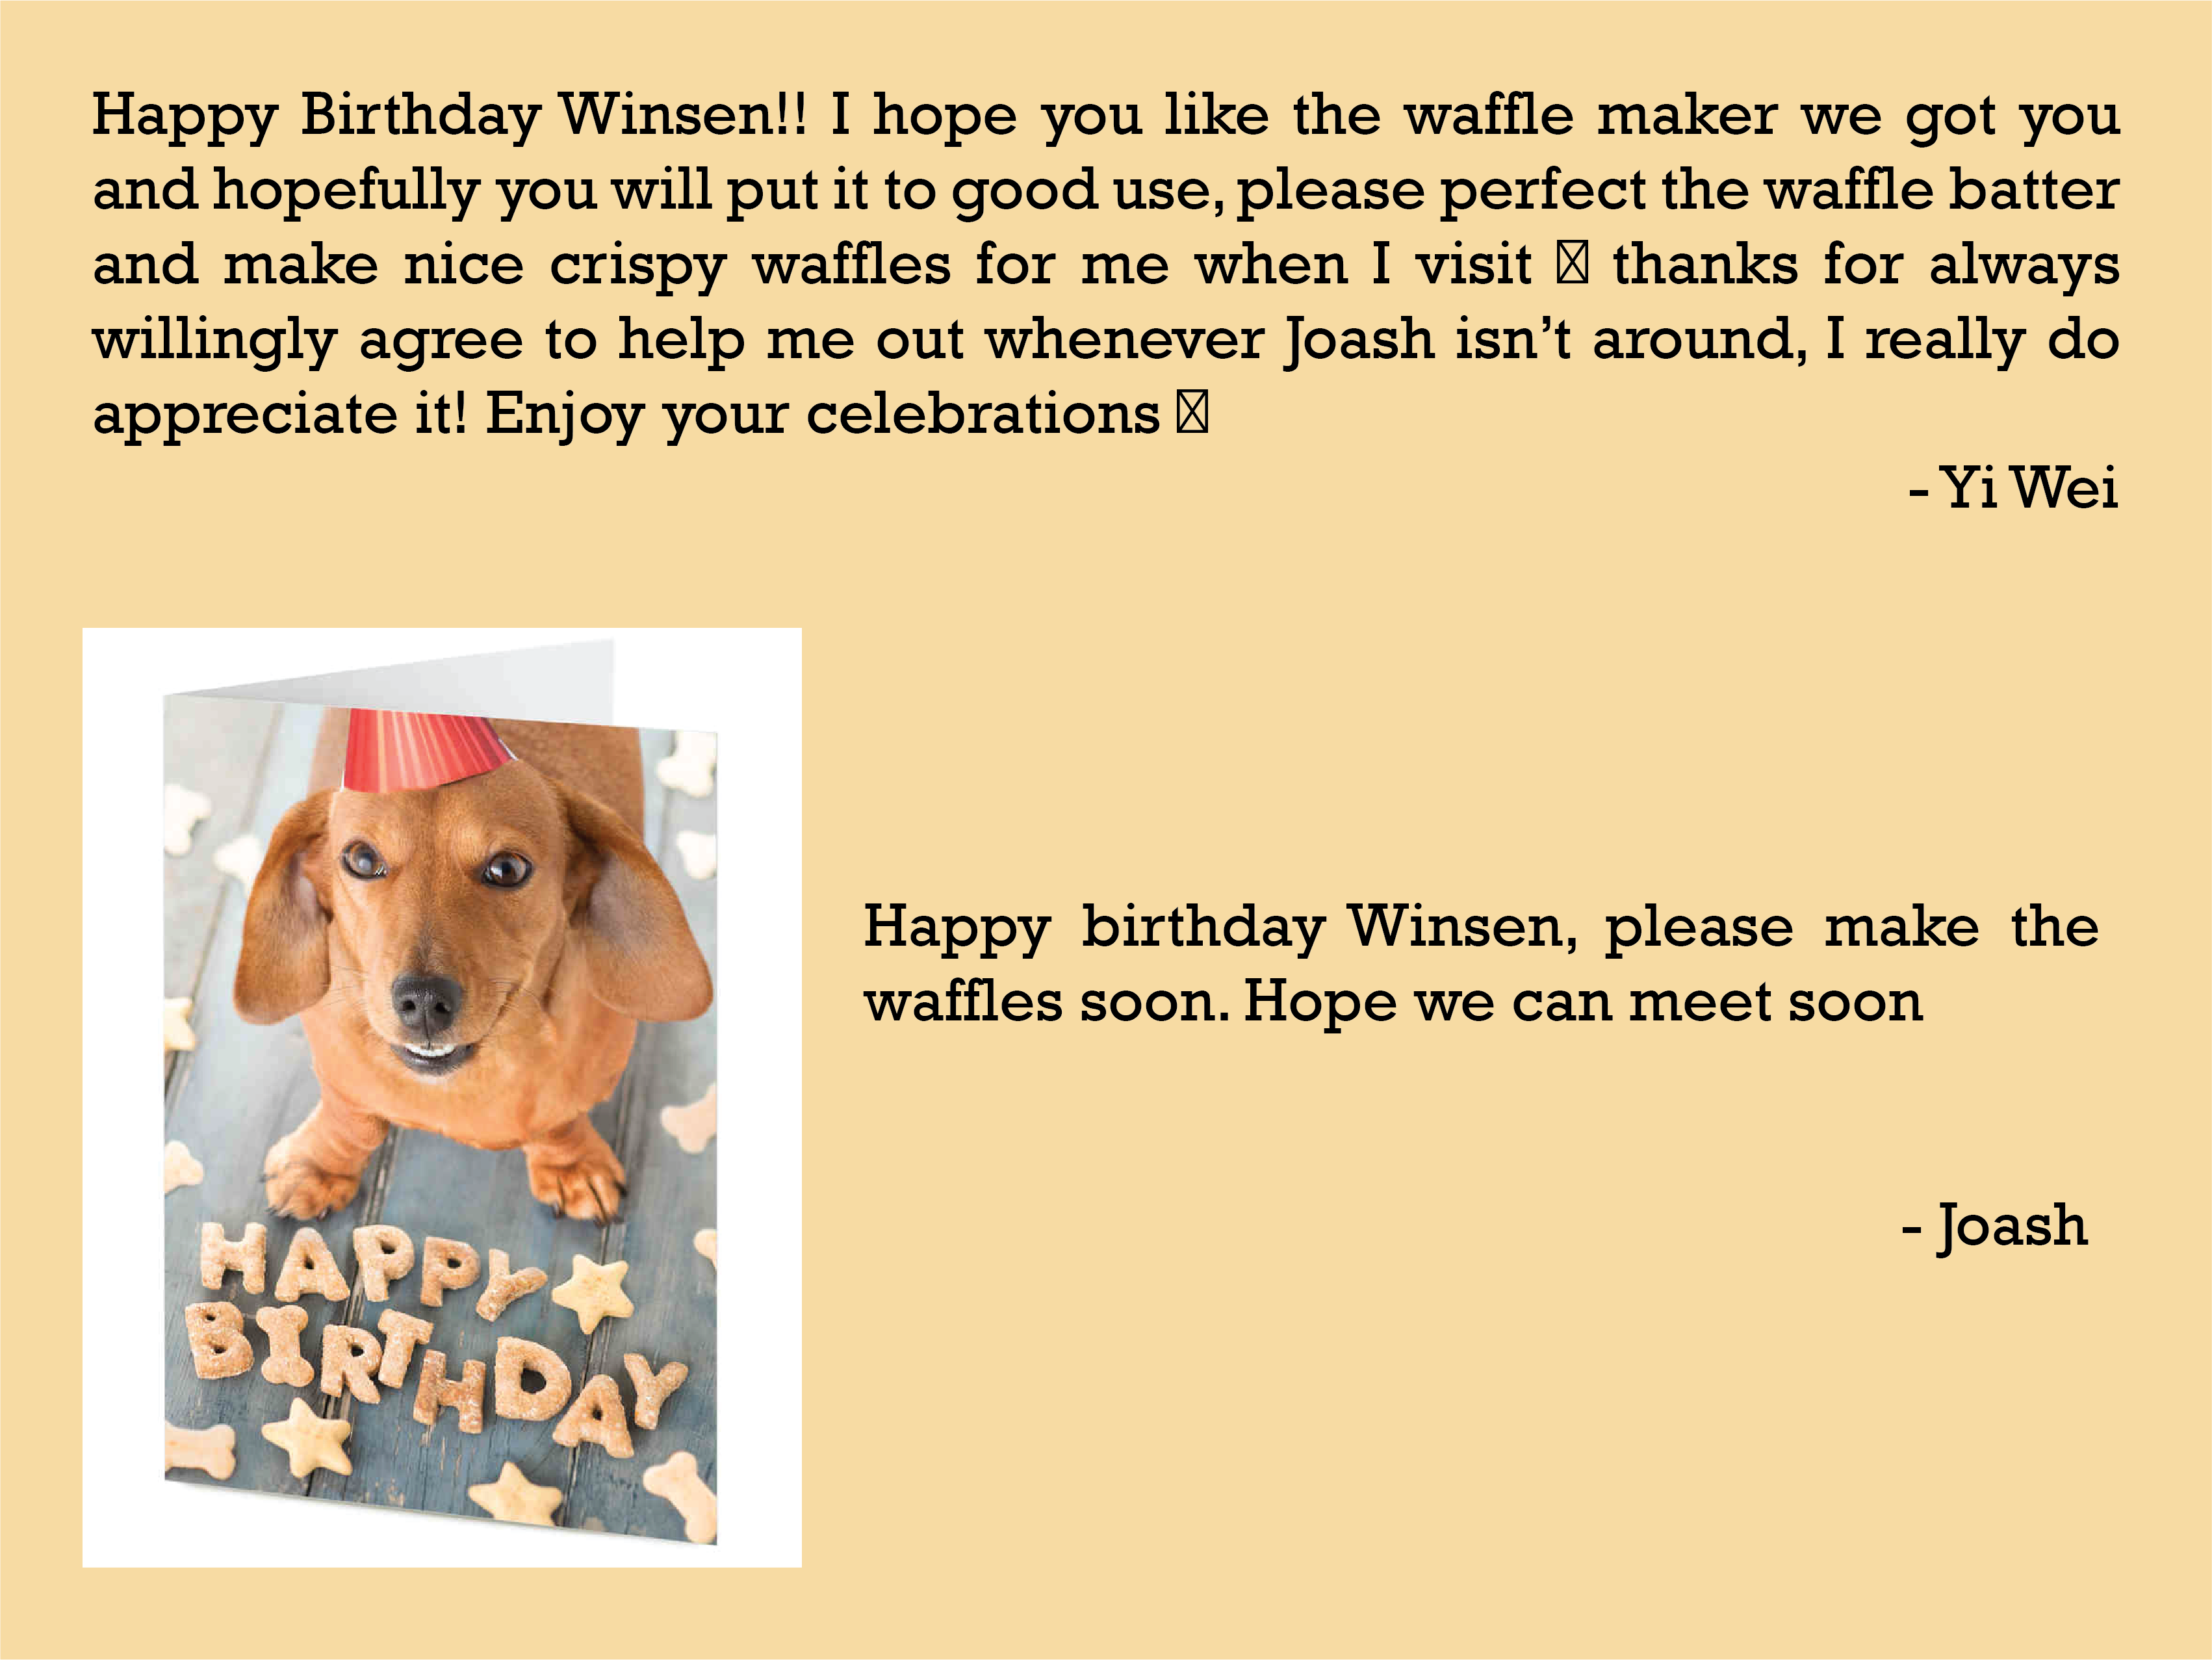 Happy Birthday Winsen!! I hope you like the waffle maker we got you
and hopefully you will put it to good use, please perfect the waffle batter
and make nice crispy waffles for me when I visit thanks for always
willingly agree to help me out whenever Joash isn’t around, I really do
appreciate it! Enjoy your celebrations
- Yi Wei
Happy birthday Winsen, please make the
waffles soon. Hope we can meet soon
- Joash
HAPPY
BIRTHDAY